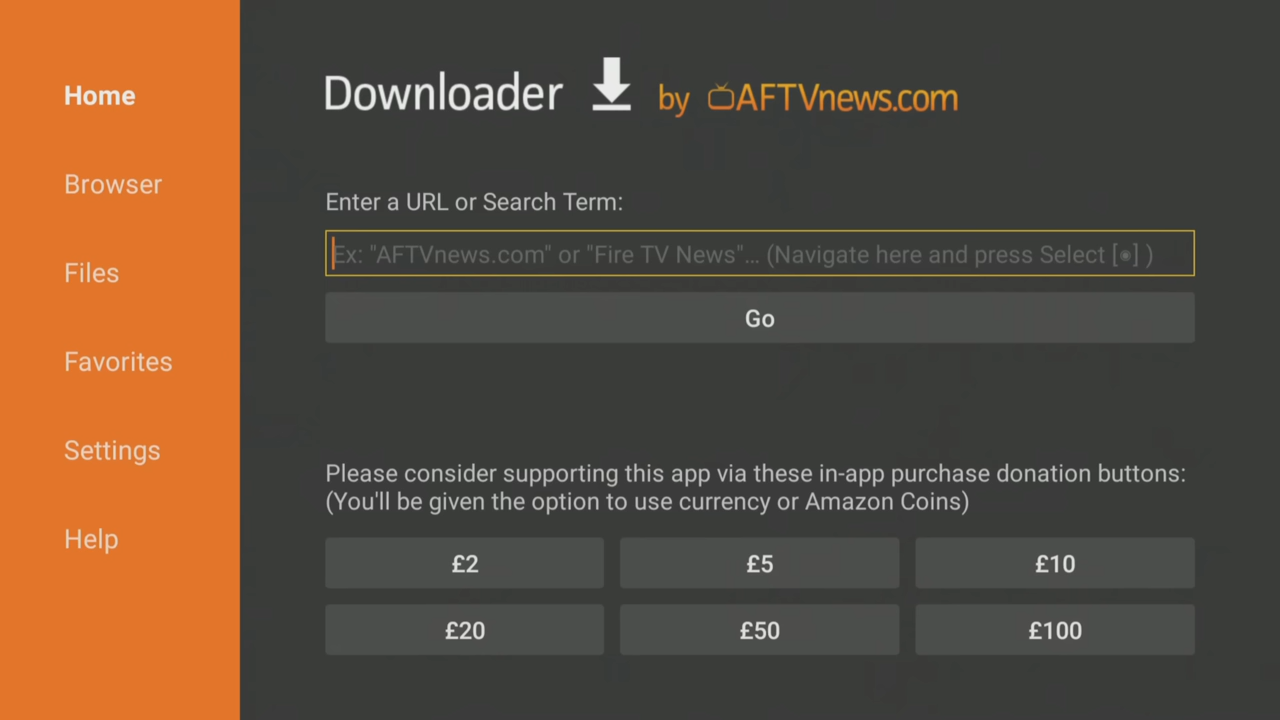 Home
Browser
Files
Favorites
Settings
Help
Downloader by AFTVnews.com
Enter a URL or Search Term:
Ex: "AFTVnews.com" or "Fire TV News"... (Navigate here and press Select [◉] )
Go
Please consider supporting this app via these in-app purchase donation buttons:
(You'll be given the option to use currency or Amazon Coins)
£2 £5 £10
£20 £50 £100